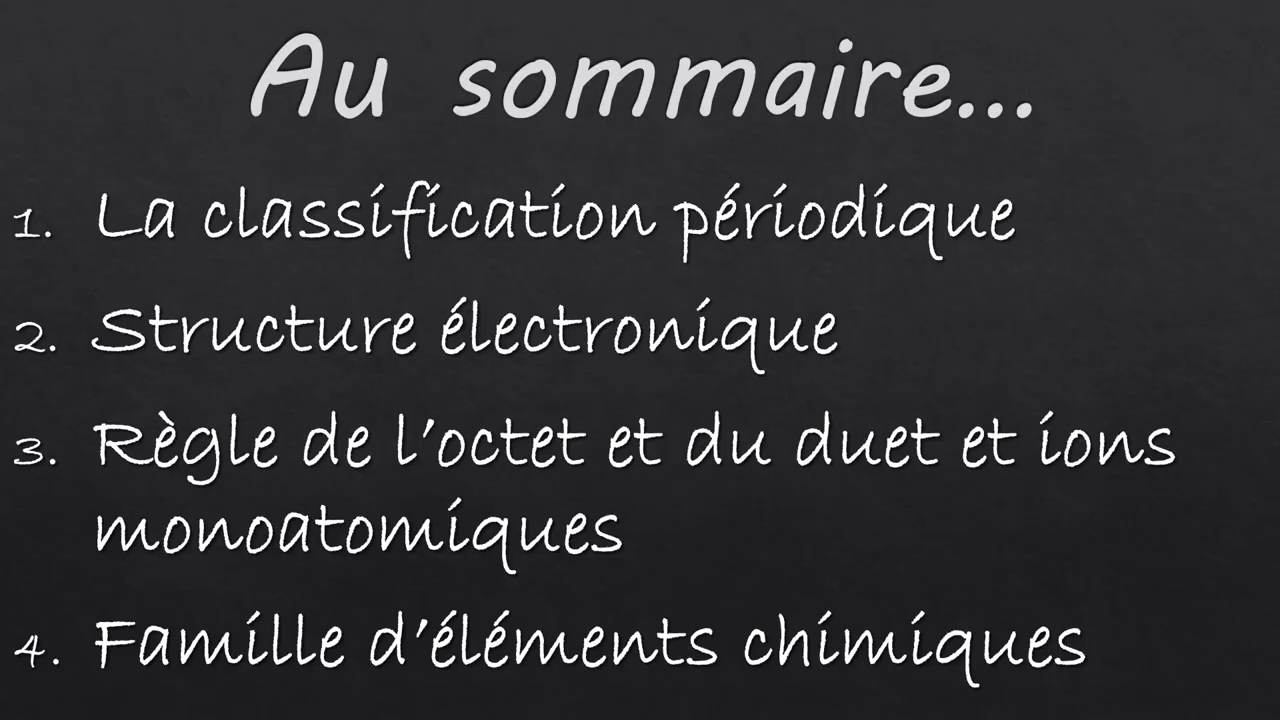 Au sommaire...
1. La classification périodique
2. Structure électronique
3. Règle de l'octet et du duet et ions
monoatomiques
4. Famille d'éléments chimiques